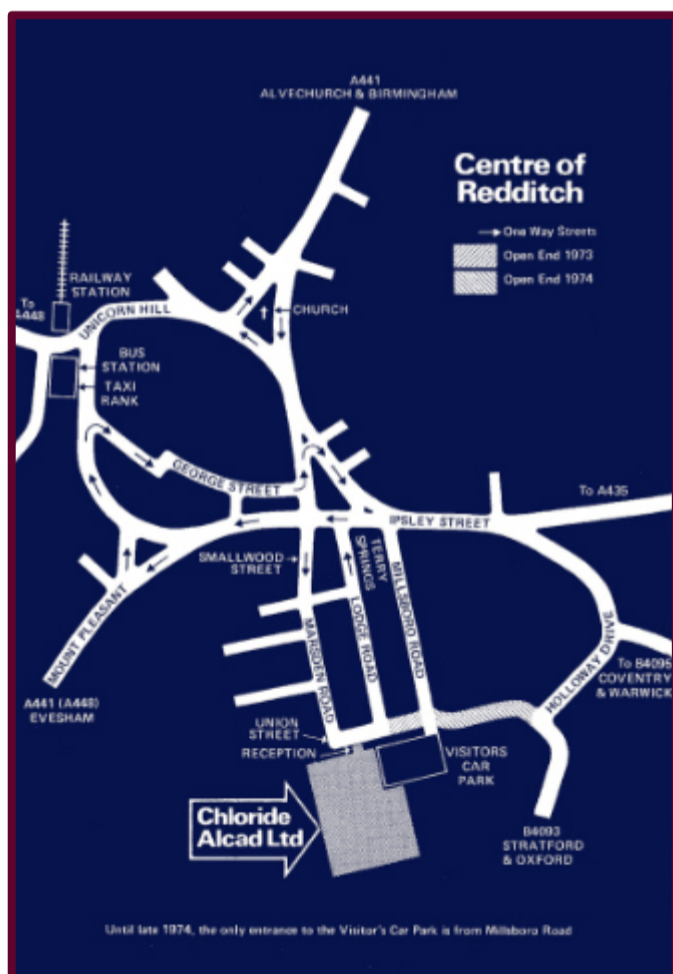 A441
ALVECHURCH & BIRMINGHAM
Centre of
Redditch
One Way Streets
Open End 1973
Open End 1974
RAILWAY
STATION
To
A448
UNICORN HILL
CHURCH
BUS
STATION
TAXI
RANK
GEORGE STREET
To A435
IPSLEY STREET
SMALLWOOD
STREET
TERRY
SPRINGS
MOUNT PLEASANT
MARSDEN ROAD
LODGE ROAD
MILLSBORO ROAD
HOLLOWAY DRIVE
To B4095
COVENTRY
& WARWICK
A441 (A448)
EVESHAM
UNION
STREET
RECEPTION
VISITORS
CAR
PARK
Chloride
Alcad Ltd
B4093
STRATFORD
& OXFORD
Until late 1974, the only entrance to the Visitor's Car Park is from Millsboro Road